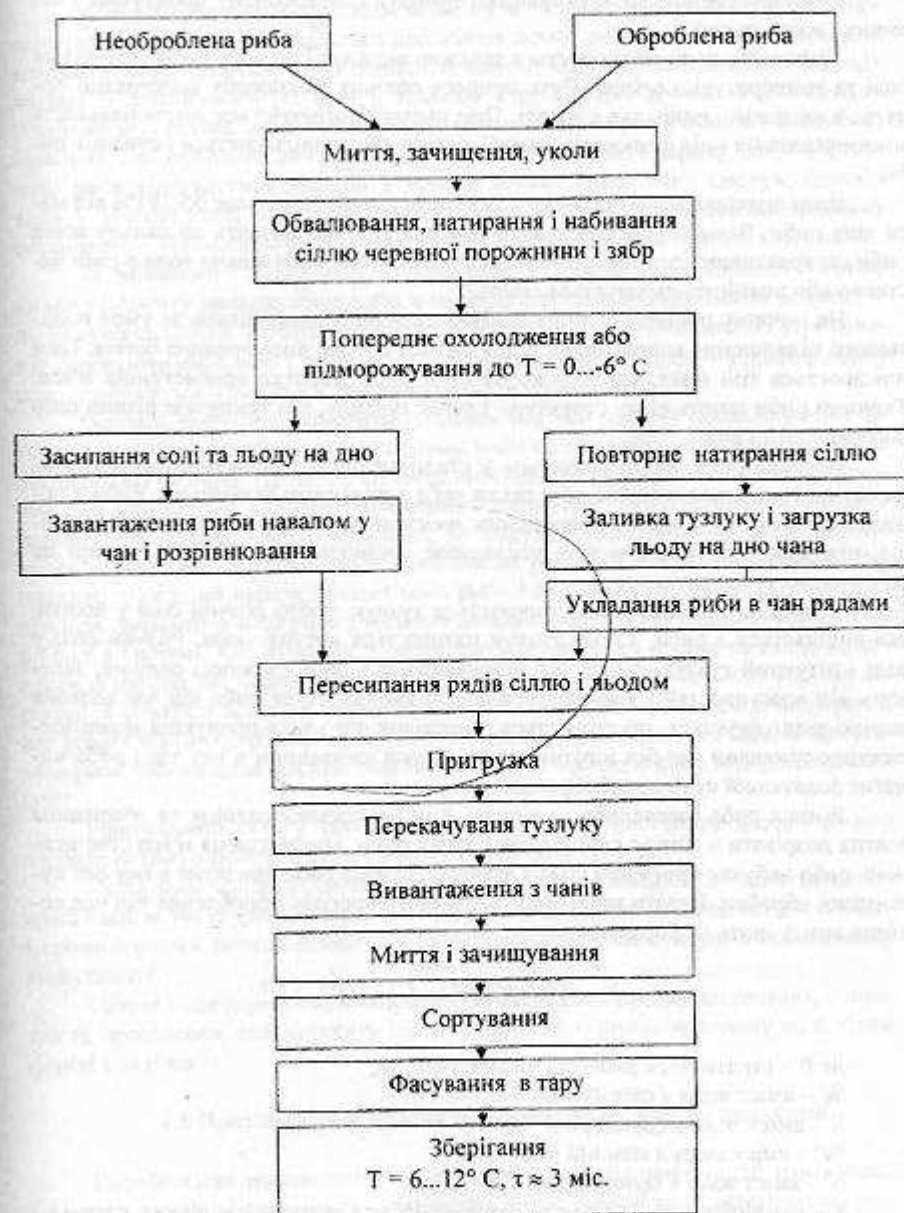 Необроблена риба
Оброблена риба
Миття, зачищення, уколи
Обвалювання, натирання і набивання
сіллю черевної порожнини і зябр
Попереднє охолодження або
підморожування до Т = 0...-6° С
Засипання солі та льоду на дно
Повторне натирання сіллю
Завантаження риби навалом у
чан і розрівнювання
Заливка тузлуку і загрузка
льоду на дно чана
Укладання риби в чан рядами
Пересипання рядів сіллю і льодом
Пригрузка
Перекачуваня тузлуку
Вивантаження з чанів
Миття і зачищування
Сортування
Фасування в тару
Зберігання
Т = 6...12° С, τ ≈ 3 міс.